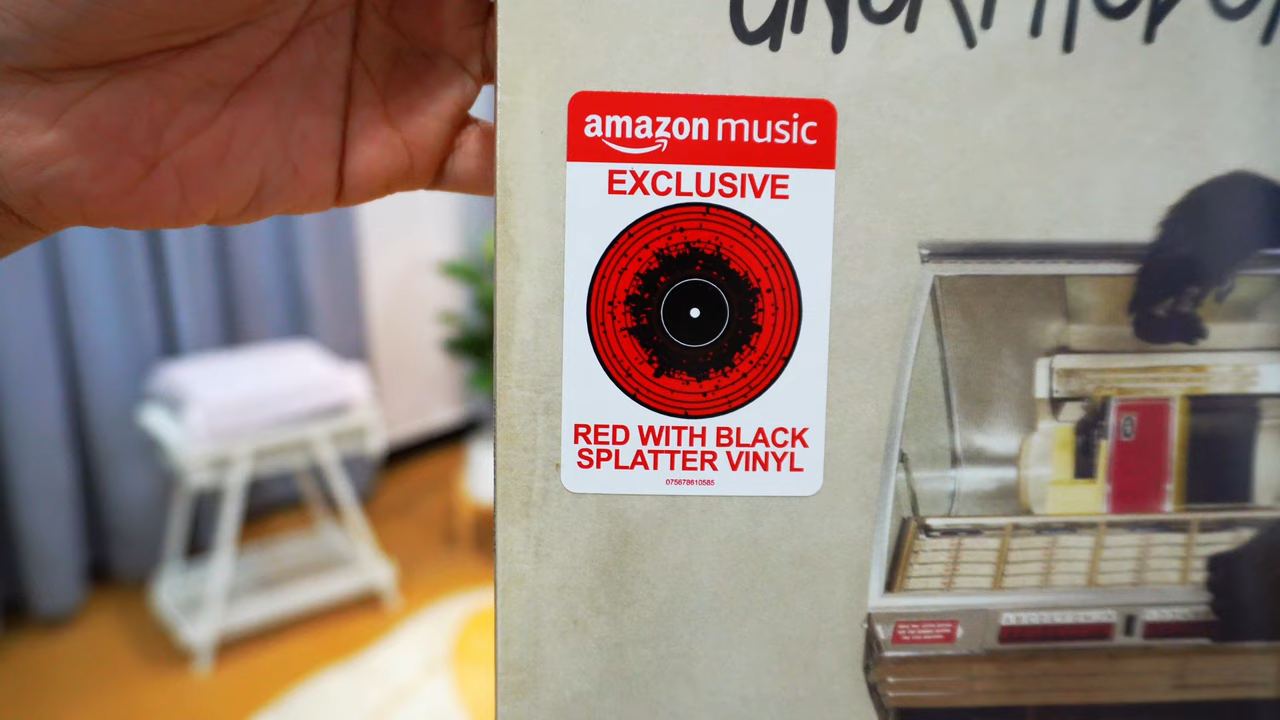 amazon music
EXCLUSIVE
RED WITH BLACK
SPLATTER VINYL
075678610585